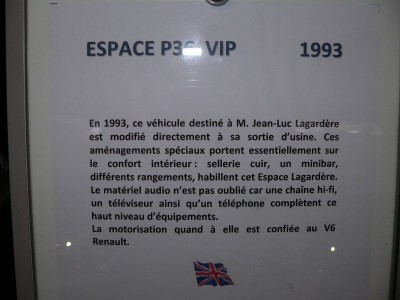 ESPACE P36 VIP 1993
En 1993, ce véhicule destiné à M. Jean-Luc Lagardère
est modifié directement à sa sortie d'usine. Ces
aménagements spéciaux portent essentiellement sur
le confort intérieur : sellerie cuir, un minibar,
différents rangements, habillent cet Espace Lagardère.
Le matériel audio n'est pas oublié car une chaîne hi-fi,
un téléviseur ainsi qu'un téléphone complètent ce
haut niveau d'équipements.
La motorisation quand à elle est confiée au V6
Renault.